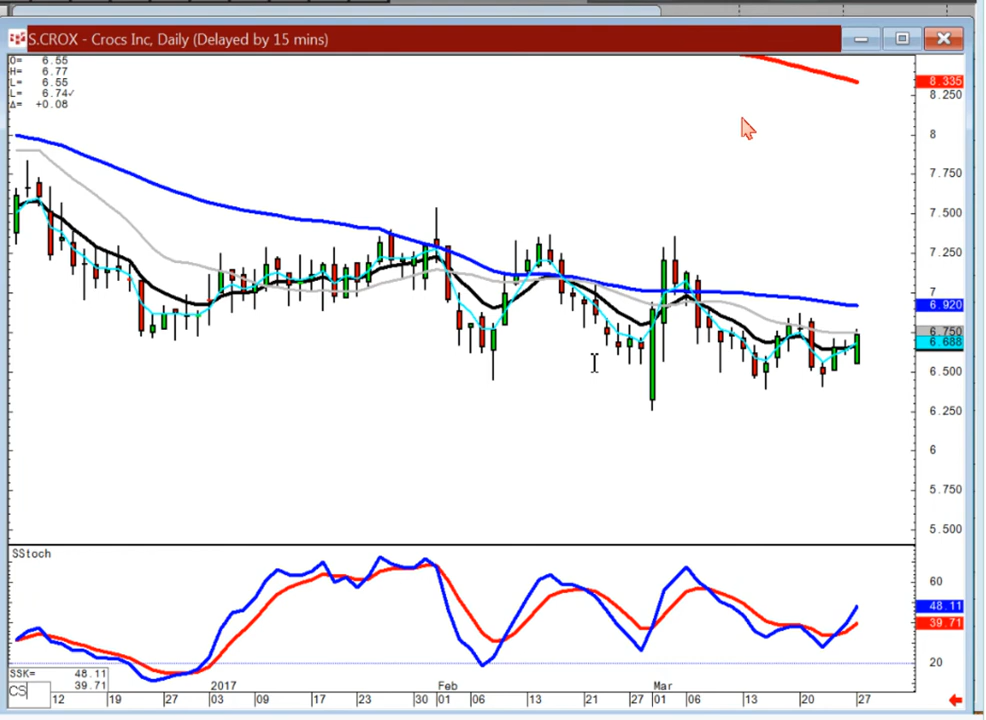 S.CROX - Crocs Inc, Daily (Delayed by 15 mins)
O= 6.55
H= 6.77
L= 6.55
L= 6.74✓
Δ= +0.08
8.335
8.250
8
7.750
7.500
7.250
7
6.920
6.750
6 688
6.500
6.250
6
5.750
5.500
SStoch
60
48.11
39.71
20
SSK= 48.11
39.71
2017 Feb Mar
CS 12 19 27 03 09 17 23 30 01 06 13 21 27 01 06 13 20 27